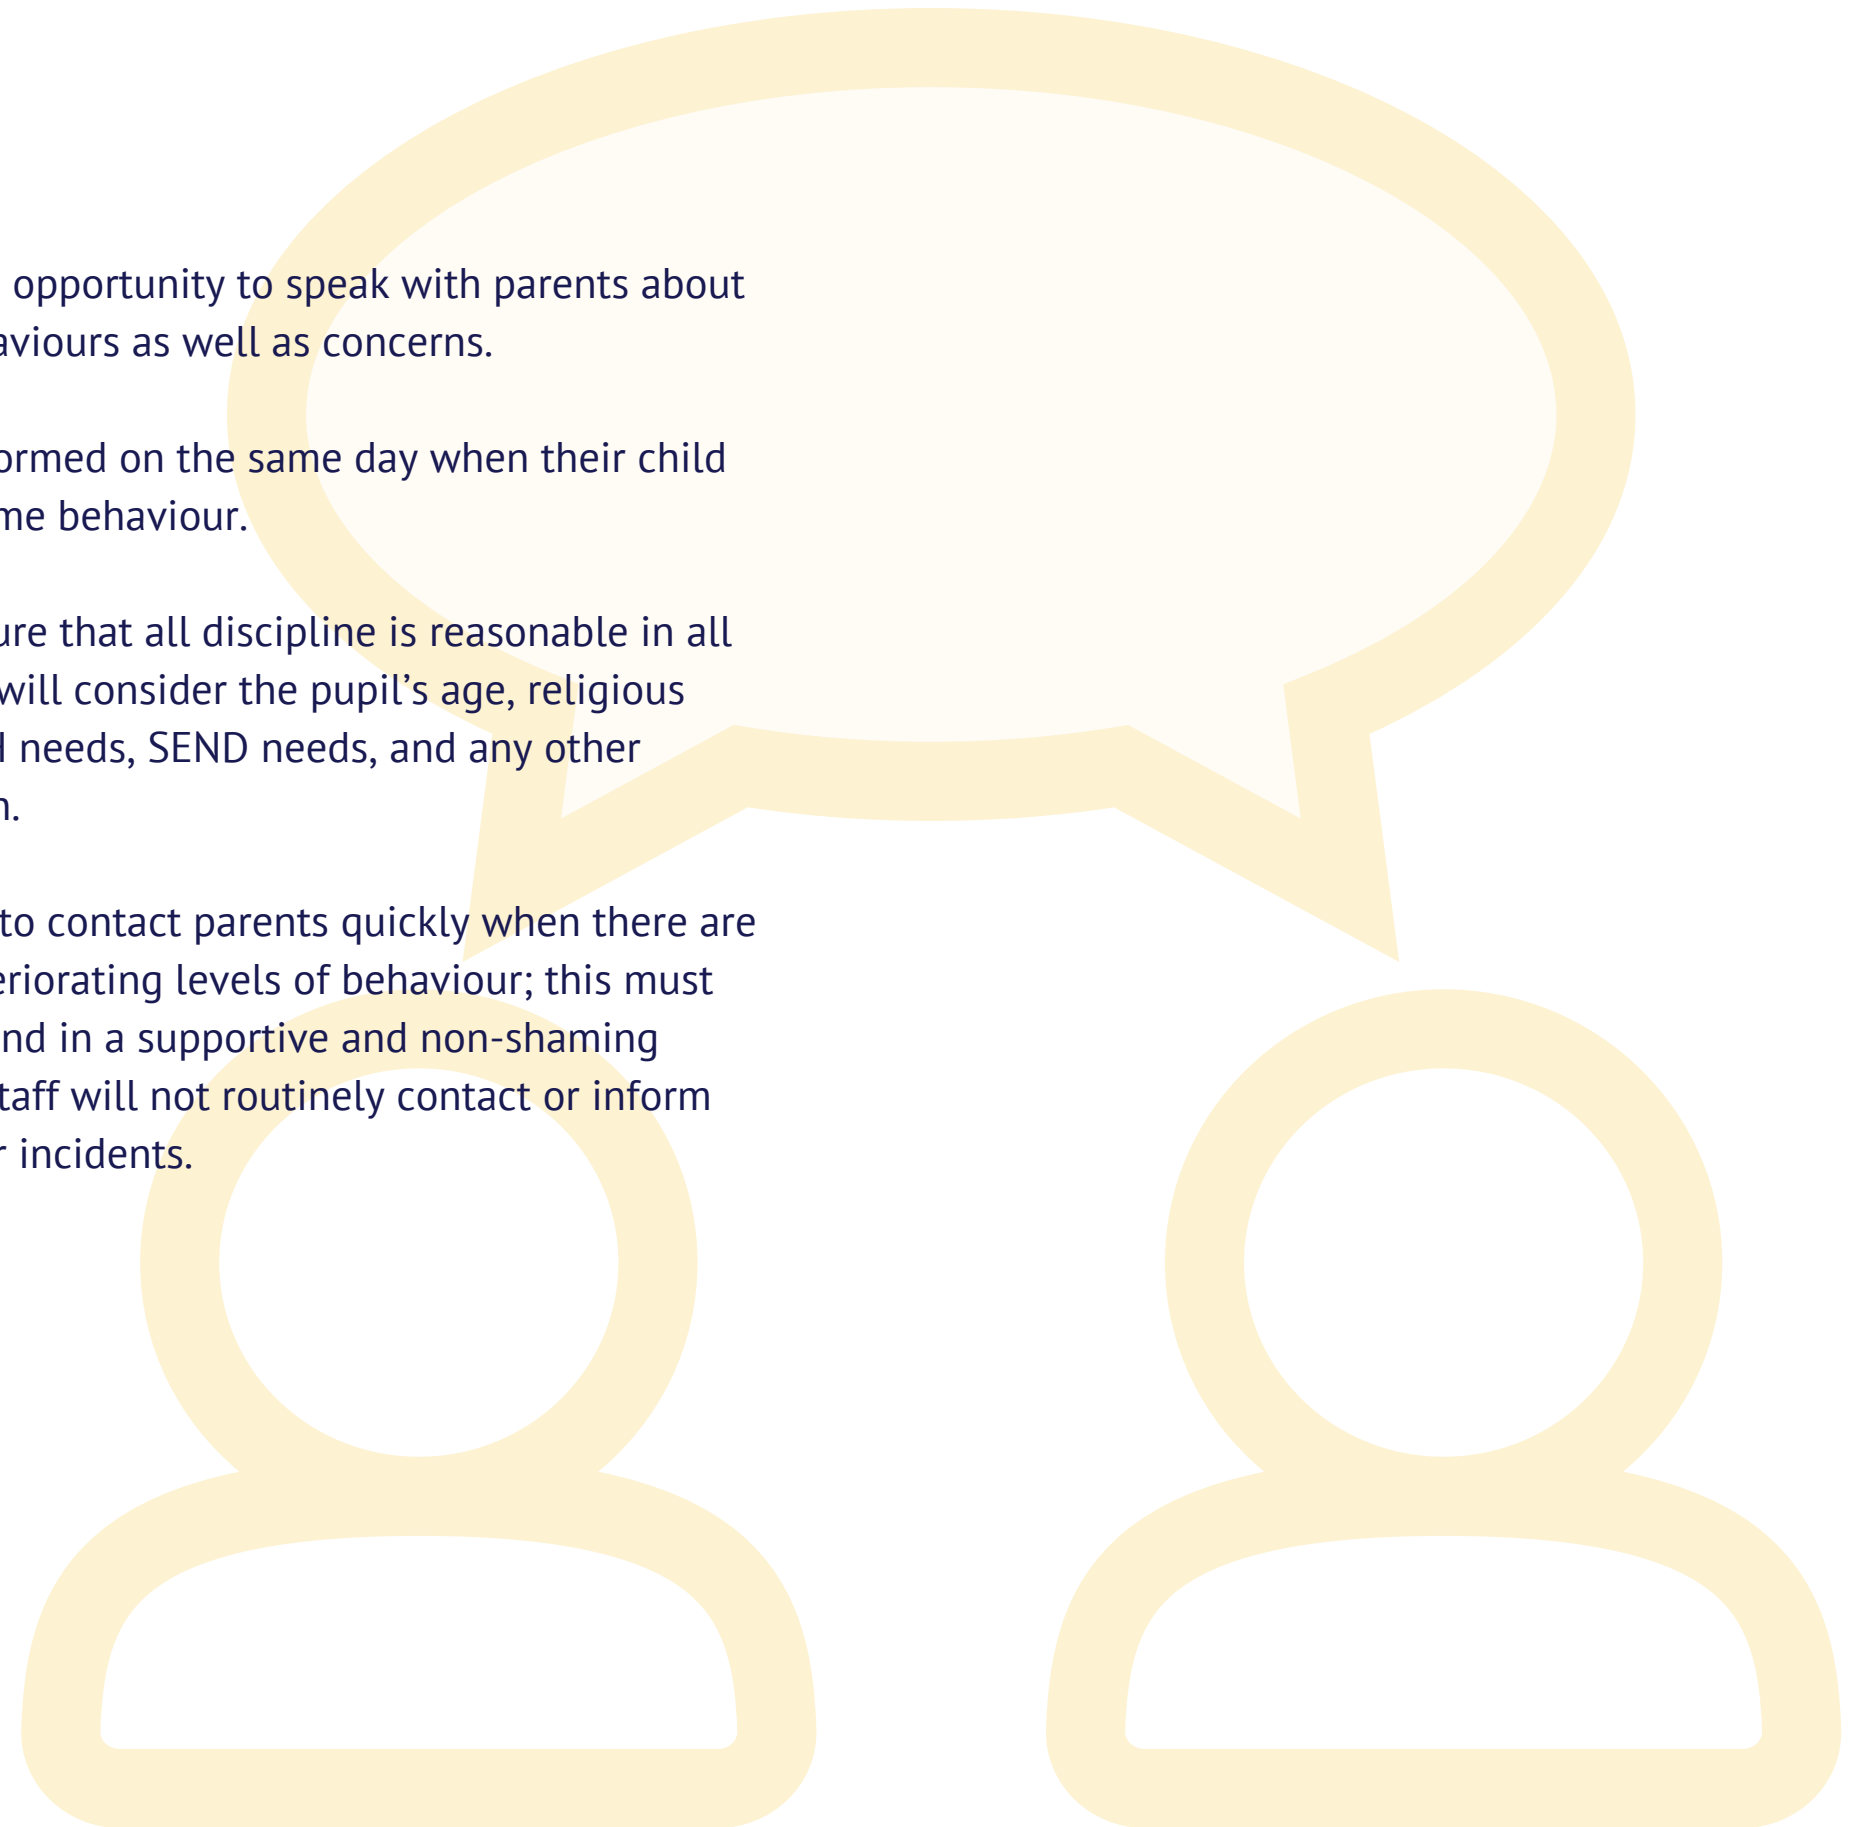 opportunity to speak with parents about
aviours as well as concerns.
ormed on the same day when their child
me behaviour.
ure that all discipline is reasonable in all
will consider the pupil’s age, religious
needs, SEND needs, and any other
to contact parents quickly when there are
eriorating levels of behaviour; this must
nd in a supportive and non-shaming
taff will not routinely contact or inform
r incidents.